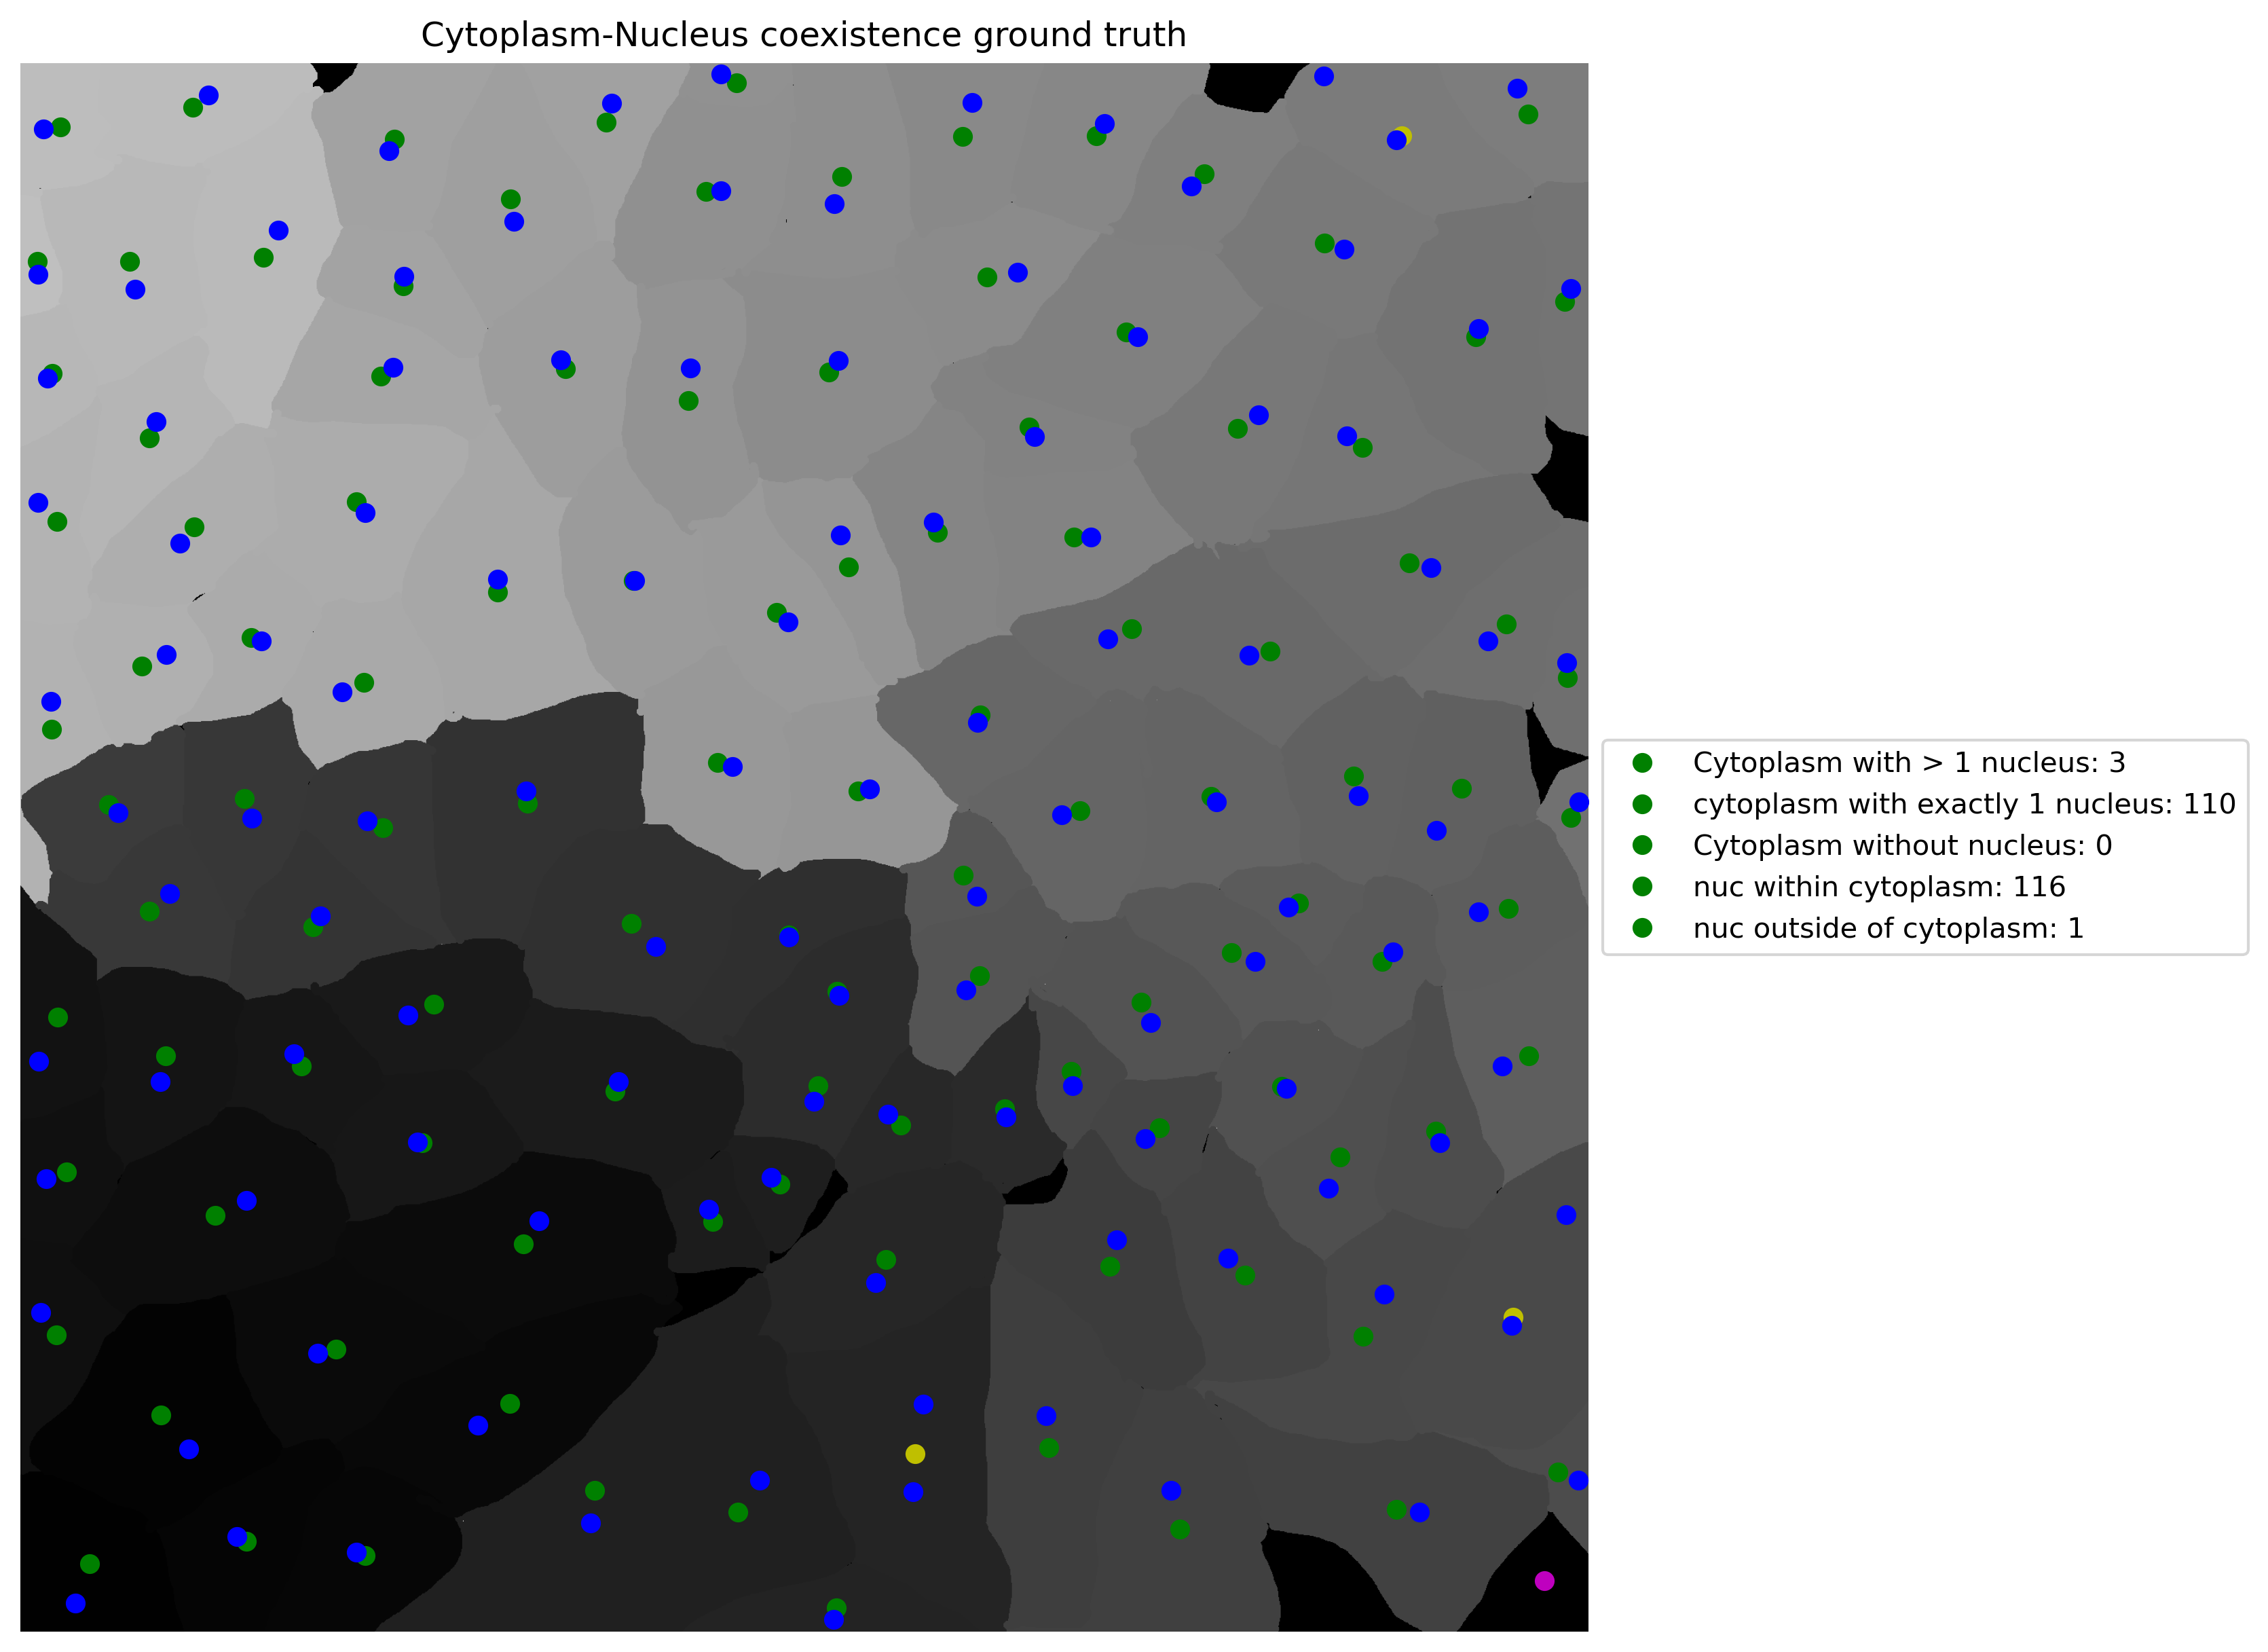 Cytoplasm-Nucleus coexistence ground truth
Cytoplasm with > 1 nucleus: 3
cytoplasm with exactly 1 nucleus: 110
Cytoplasm without nucleus: 0
nuc within cytoplasm: 116
nuc outside of cytoplasm: 1